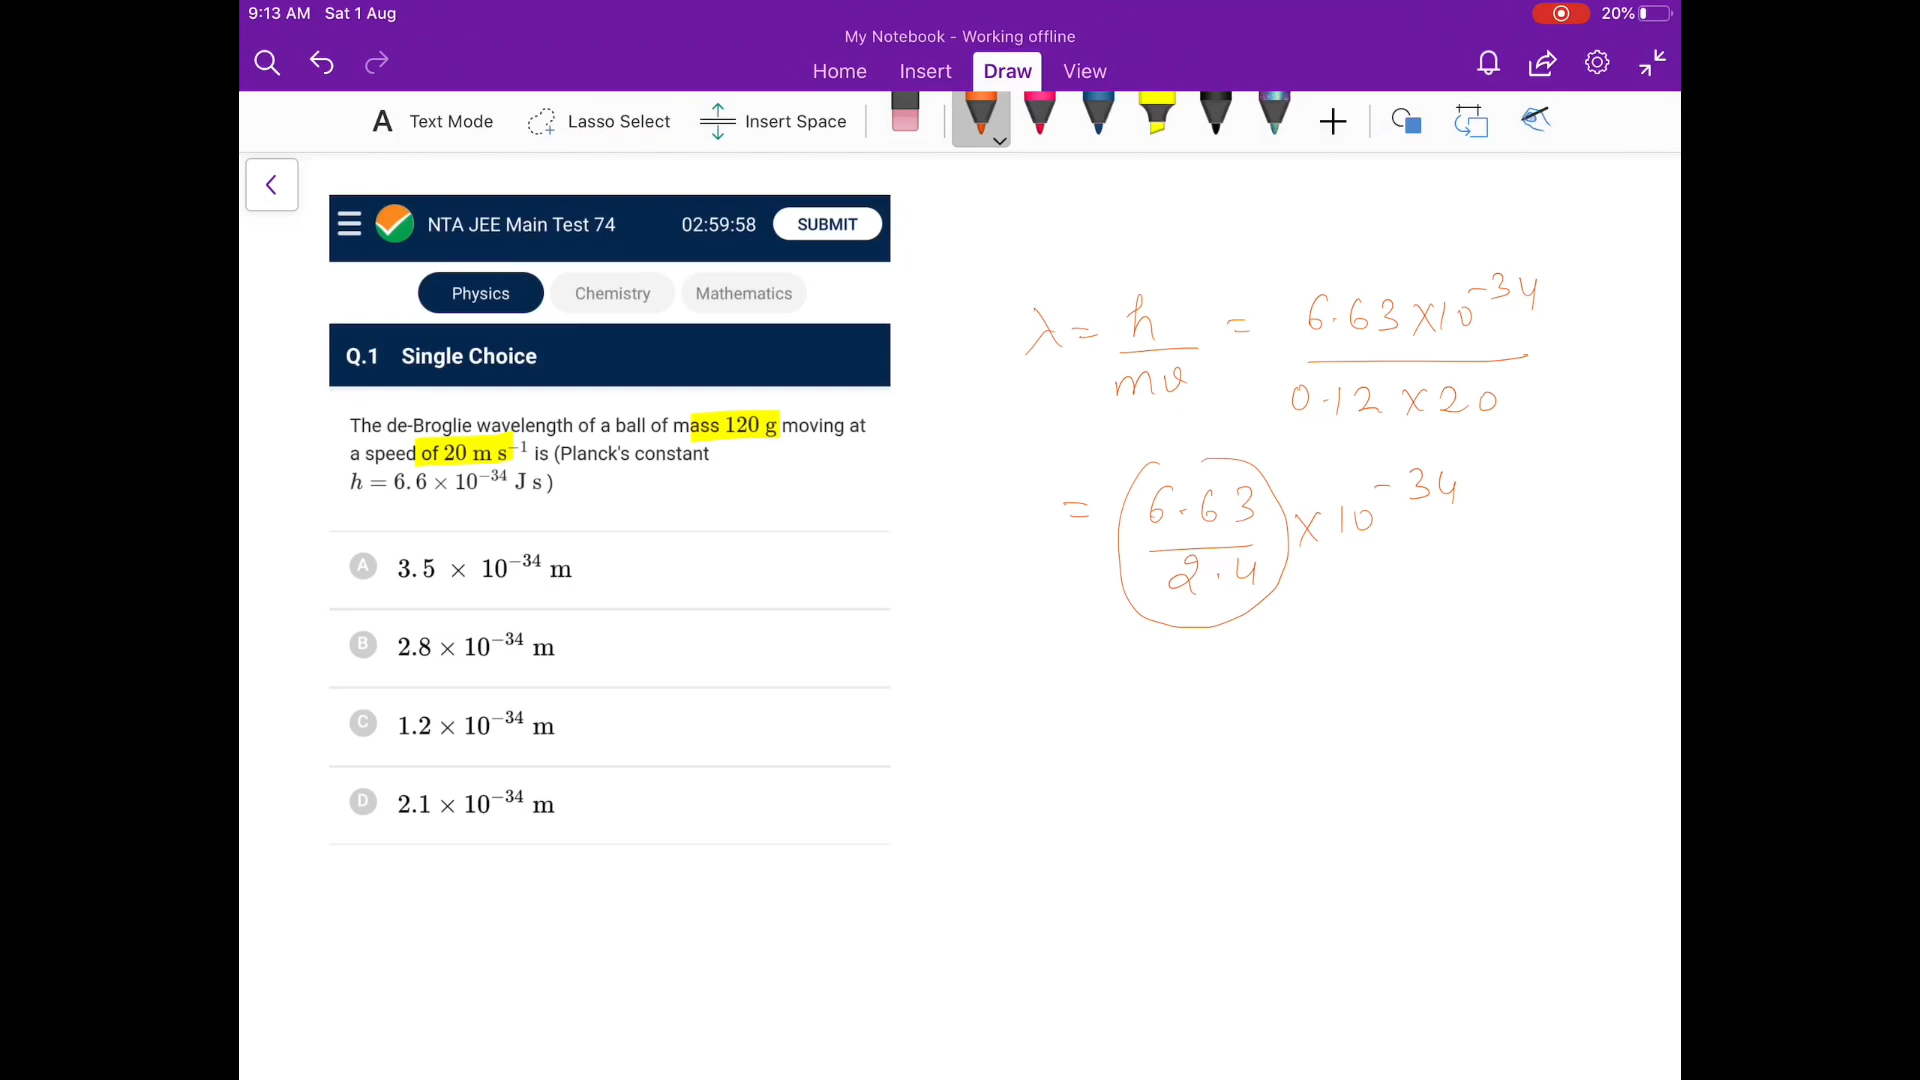 9:13 AM Sat 1 Aug
20%
My Notebook - Working offline
Home Insert Draw View
A Text Mode Lasso Select Insert Space
NTA JEE Main Test 74 02:59:58 SUBMIT
Physics Chemistry Mathematics
Q.1 Single Choice
The de-Broglie wavelength of a ball of mass 120 g moving at
a speed of 20 m s⁻¹ is (Planck's constant
h = 6.6 × 10⁻³⁴ J s)
A 3.5 × 10⁻³⁴ m
B 2.8 × 10⁻³⁴ m
C 1.2 × 10⁻³⁴ m
D 2.1 × 10⁻³⁴ m
λ = h/mv = 6.63 × 10⁻³⁴ / 0.12 × 20
= 6.63/2.4 × 10⁻³⁴